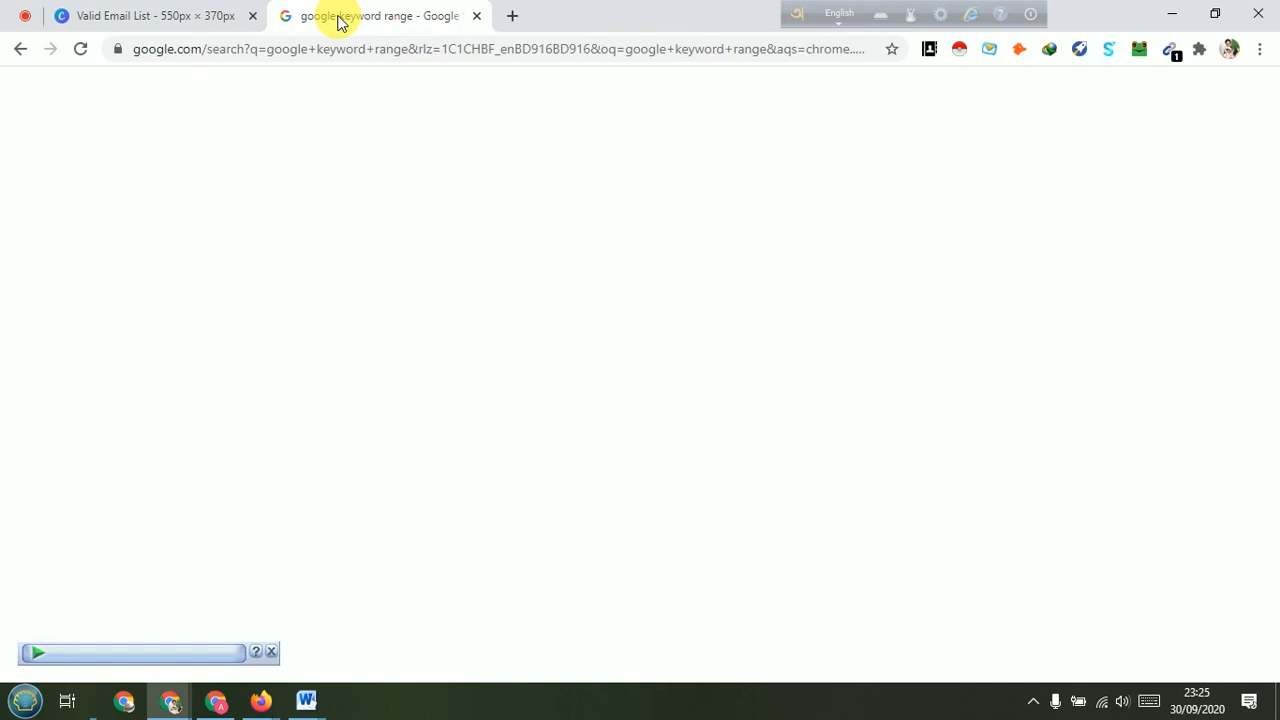 Valid Email list - 550px × 370px
google keyword range - Google
English
google.com/search?q=google+keyword+range&rlz=1C1CHBF_enBD916BD916&oq=google+keyword+range&aqs=chrome.....
1
23:25
30/09/2020